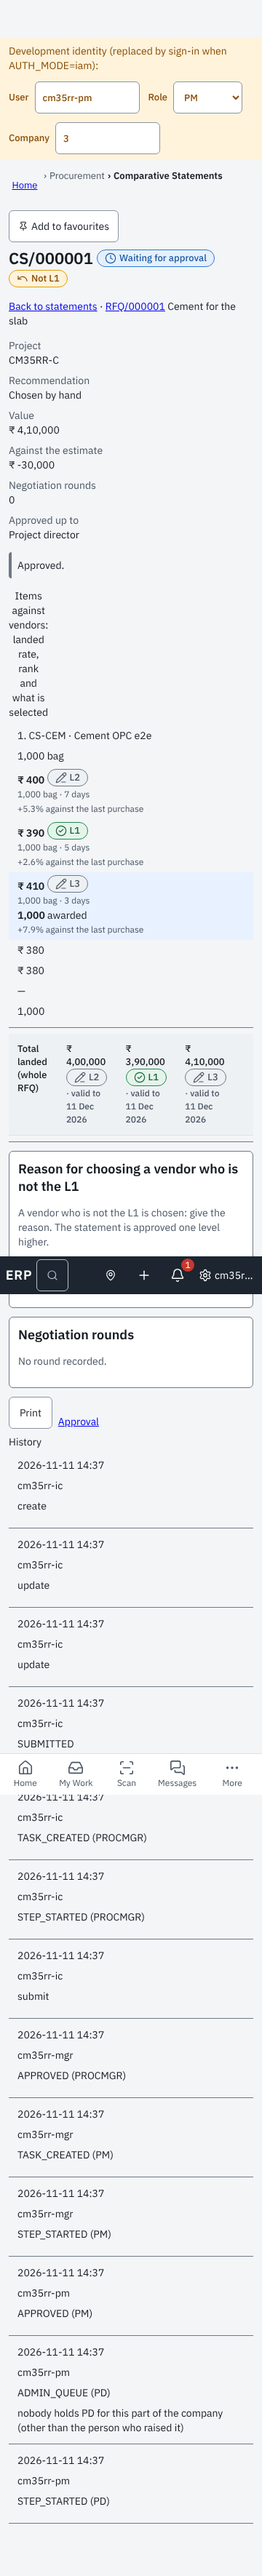 Development identity (replaced by sign-in when
AUTH_MODE=iam):
User cm35rr-pm Role PM
Company 3
Home › Procurement › Comparative Statements
Add to favourites
CS/000001 Waiting for approval
Not L1
Back to statements · RFQ/000001 Cement for the
slab
Project
CM35RR-C
Recommendation
Chosen by hand
Value
₹ 4,10,000
Against the estimate
₹ -30,000
Negotiation rounds
0
Approved up to
Project director
Approved.
Items
against
vendors:
landed
rate,
rank
and
what is
selected
1. CS-CEM · Cement OPC e2e
1,000 bag
₹ 400 L2
1,000 bag · 7 days
+5.3% against the last purchase
₹ 390 L1
1,000 bag · 5 days
+2.6% against the last purchase
₹ 410 L3
1,000 bag · 3 days
1,000 awarded
+7.9% against the last purchase
₹ 380
₹ 380
—
1,000
Total landed (whole RFQ)
₹ 4,00,000 L2 · valid to 11 Dec 2026
₹ 3,90,000 L1 · valid to 11 Dec 2026
₹ 4,10,000 L3 · valid to 11 Dec 2026
Reason for choosing a vendor who is
not the L1
A vendor who is not the L1 is chosen: give the
reason. The statement is approved one level
higher.
ERP 1 cm35r...
Negotiation rounds
No round recorded.
Print Approval
History
2026-11-11 14:37
cm35rr-ic
create
2026-11-11 14:37
cm35rr-ic
update
2026-11-11 14:37
cm35rr-ic
update
2026-11-11 14:37
cm35rr-ic
SUBMITTED
Home My Work Scan Messages More
2026-11-11 14:37
cm35rr-ic
TASK_CREATED (PROCMGR)
2026-11-11 14:37
cm35rr-ic
STEP_STARTED (PROCMGR)
2026-11-11 14:37
cm35rr-ic
submit
2026-11-11 14:37
cm35rr-mgr
APPROVED (PROCMGR)
2026-11-11 14:37
cm35rr-mgr
TASK_CREATED (PM)
2026-11-11 14:37
cm35rr-mgr
STEP_STARTED (PM)
2026-11-11 14:37
cm35rr-pm
APPROVED (PM)
2026-11-11 14:37
cm35rr-pm
ADMIN_QUEUE (PD)
nobody holds PD for this part of the company
(other than the person who raised it)
2026-11-11 14:37
cm35rr-pm
STEP_STARTED (PD)